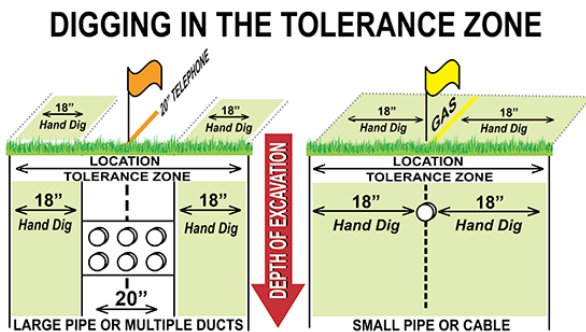 DIGGING IN THE TOLERANCE ZONE
20" TELEPHONE
18"
Hand Dig
18"
Hand Dig
LOCATION
TOLERANCE ZONE
18"
Hand Dig
18"
Hand Dig
20"
LARGE PIPE OR MULTIPLE DUCTS
DEPTH OF EXCAVATION
GAS
18"
Hand Dig
18"
Hand Dig
LOCATION
TOLERANCE ZONE
18"
Hand Dig
18"
Hand Dig
SMALL PIPE OR CABLE